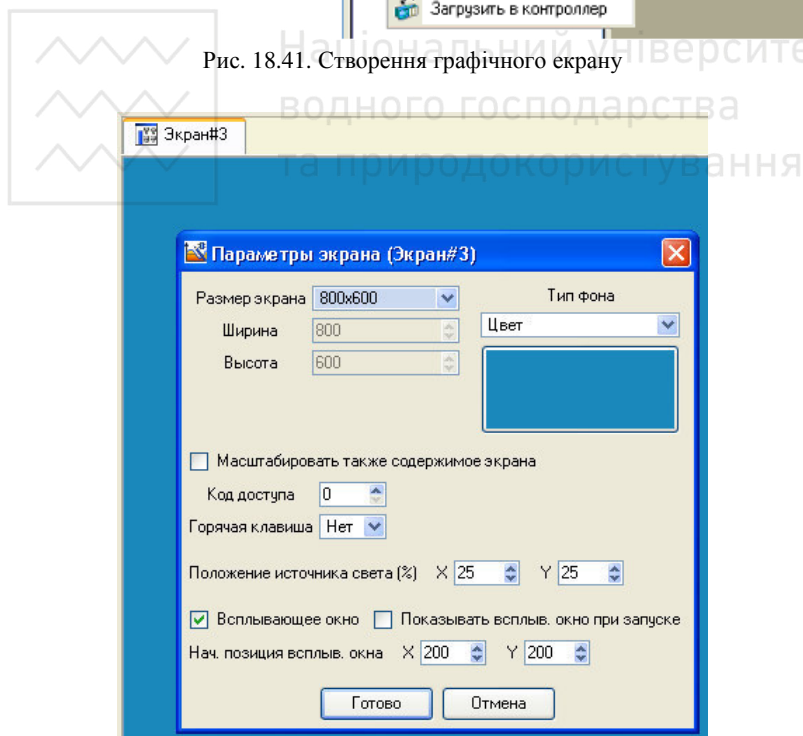 Загрузить в контроллер
Національний університе
Рис. 18.41. Створення графічного екрану
водного господарства
Экран#3
та природокористування
Параметры экрана (Экран#3)
Размер экрана 800x600
Тип фона
Ширина 800
Цвет
Высота 600
Масштабировать также содержимое экрана
Код доступа 0
Горячая клавиша Нет
Положение источника света (%) X 25 Y 25
Всплывающее окно Показывать всплыв. окно при запуске
Нач. позиция всплыв. окна X 200 Y 200
Готово Отмена